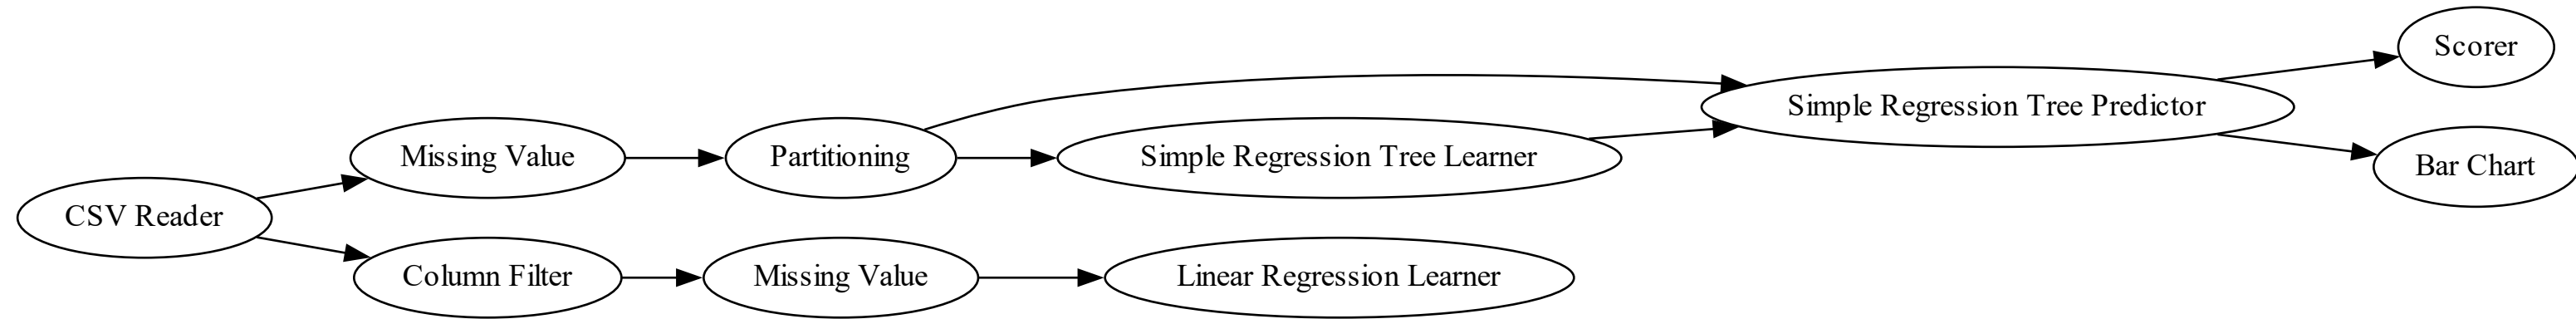 CSV Reader
Missing Value
Partitioning
Simple Regression Tree Learner
Simple Regression Tree Predictor
Scorer
Bar Chart
Column Filter
Missing Value
Linear Regression Learner